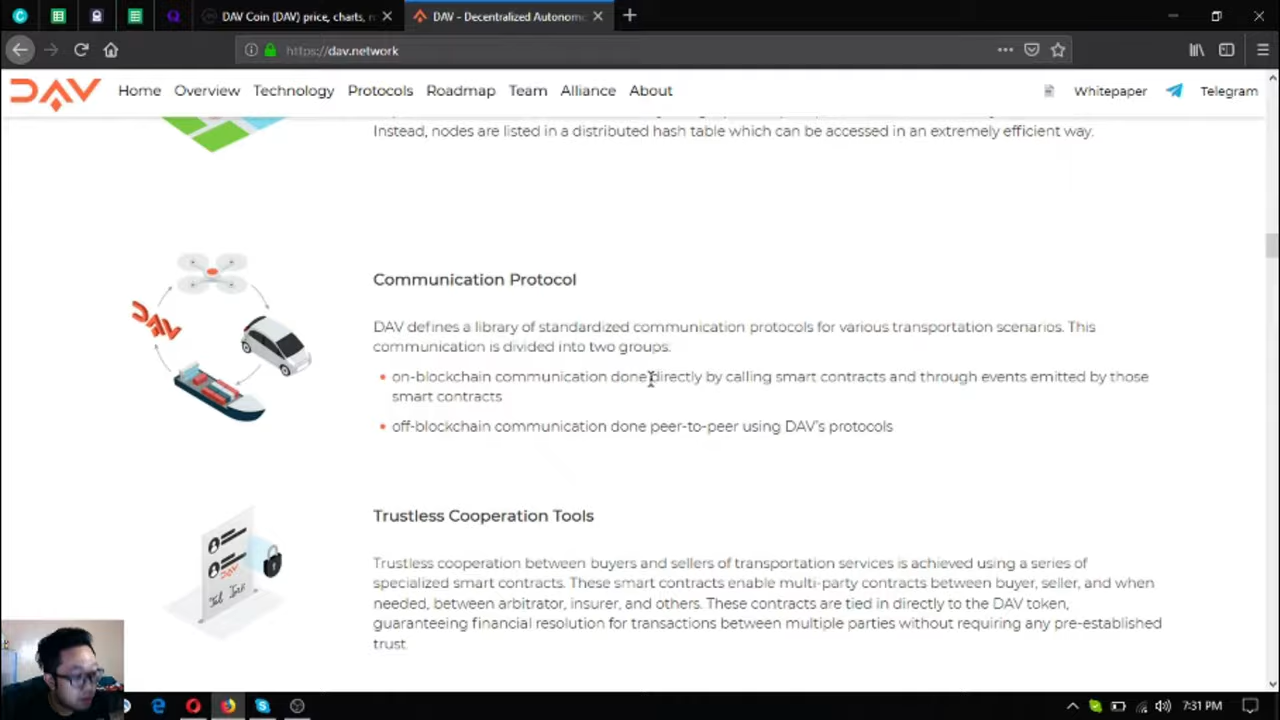 DAV Coin (DAV) price, charts,
DAV - Decentralized Autonomo
https://dav.network
DAV
Home
Overview
Technology
Protocols
Roadmap
Team
Alliance
About
Whitepaper
Telegram
Instead, nodes are listed in a distributed hash table which can be accessed in an extremely efficient way.
DAV
Communication Protocol
DAV defines a library of standardized communication protocols for various transportation scenarios. This
communication is divided into two groups:
• on-blockchain communication done directly by calling smart contracts and through events emitted by those
smart contracts
• off-blockchain communication done peer-to-peer using DAV's protocols
DAV
Trustless Cooperation Tools
Trustless cooperation between buyers and sellers of transportation services is achieved using a series of
specialized smart contracts. These smart contracts enable multi-party contracts between buyer, seller, and when
needed, between arbitrator, insurer, and others. These contracts are tied in directly to the DAV token,
guaranteeing financial resolution for transactions between multiple parties without requiring any pre-established
trust.
7:31 PM